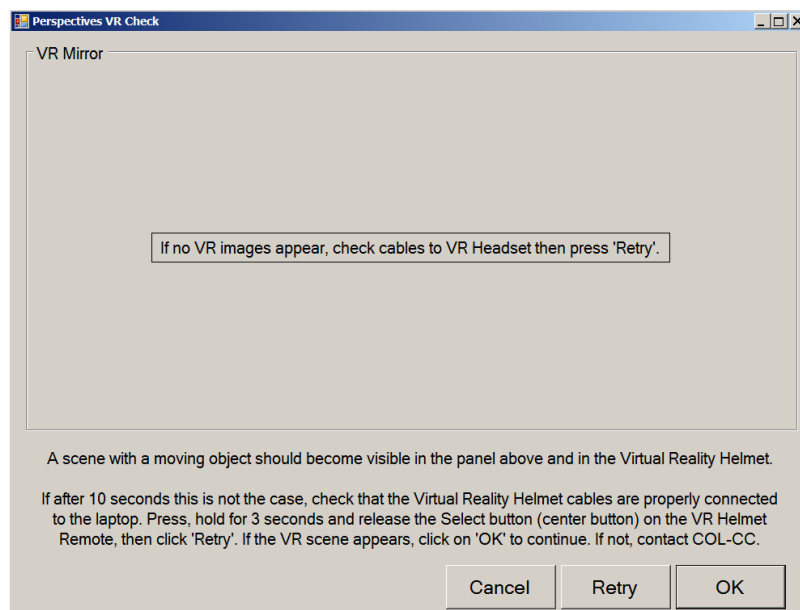 Perspectives VR Check
VR Mirror
If no VR images appear, check cables to VR Headset then press 'Retry'.
A scene with a moving object should become visible in the panel above and in the Virtual Reality Helmet.
If after 10 seconds this is not the case, check that the Virtual Reality Helmet cables are properly connected
to the laptop. Press, hold for 3 seconds and release the Select button (center button) on the VR Helmet
Remote, then click 'Retry'. If the VR scene appears, click on 'OK' to continue. If not, contact COL-CC.
Cancel
Retry
OK